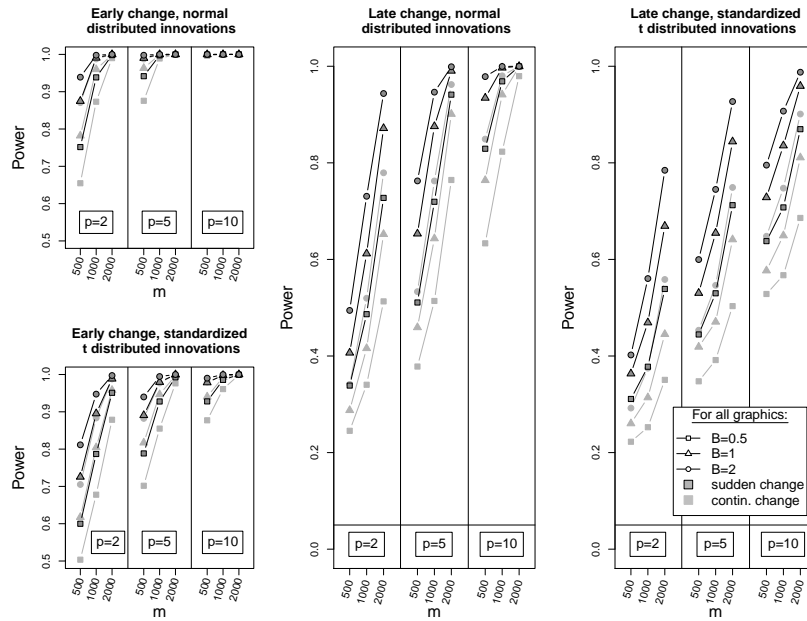 Early change, normal
distributed innovations
Power
1.0
0.9
0.8
0.7
0.6
0.5
p=2
p=5
p=10
500
1000
2000
500
1000
2000
500
1000
2000
m
Early change, standardized
t distributed innovations
Power
1.0
0.9
0.8
0.7
0.6
0.5
p=2
p=5
p=10
500
1000
2000
500
1000
2000
500
1000
2000
m
Late change, normal
distributed innovations
Power
1.0
0.8
0.6
0.4
0.2
0.0
p=2
p=5
p=10
500
1000
2000
500
1000
2000
500
1000
2000
m
Late change, standardized
t distributed innovations
Power
1.0
0.8
0.6
0.4
0.2
0.0
For all graphics:
B=0.5
B=1
B=2
sudden change
contin. change
p=2
p=5
p=10
500
1000
2000
500
1000
2000
500
1000
2000
m